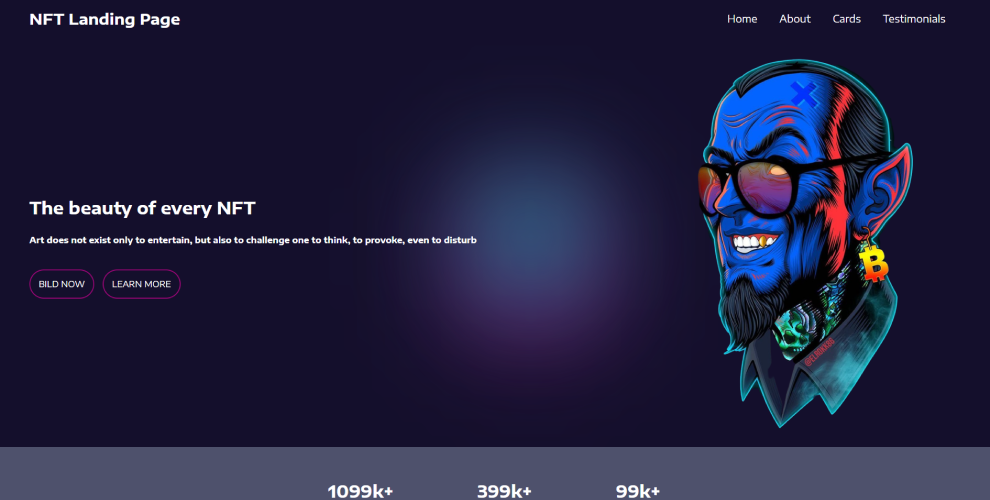 NFT Landing Page
Home About Cards Testimonials
The beauty of every NFT
Art does not exist only to entertain, but also to challenge one to think, to provoke, even to disturb
BILD NOW LEARN MORE
1099k+ 399k+ 99k+